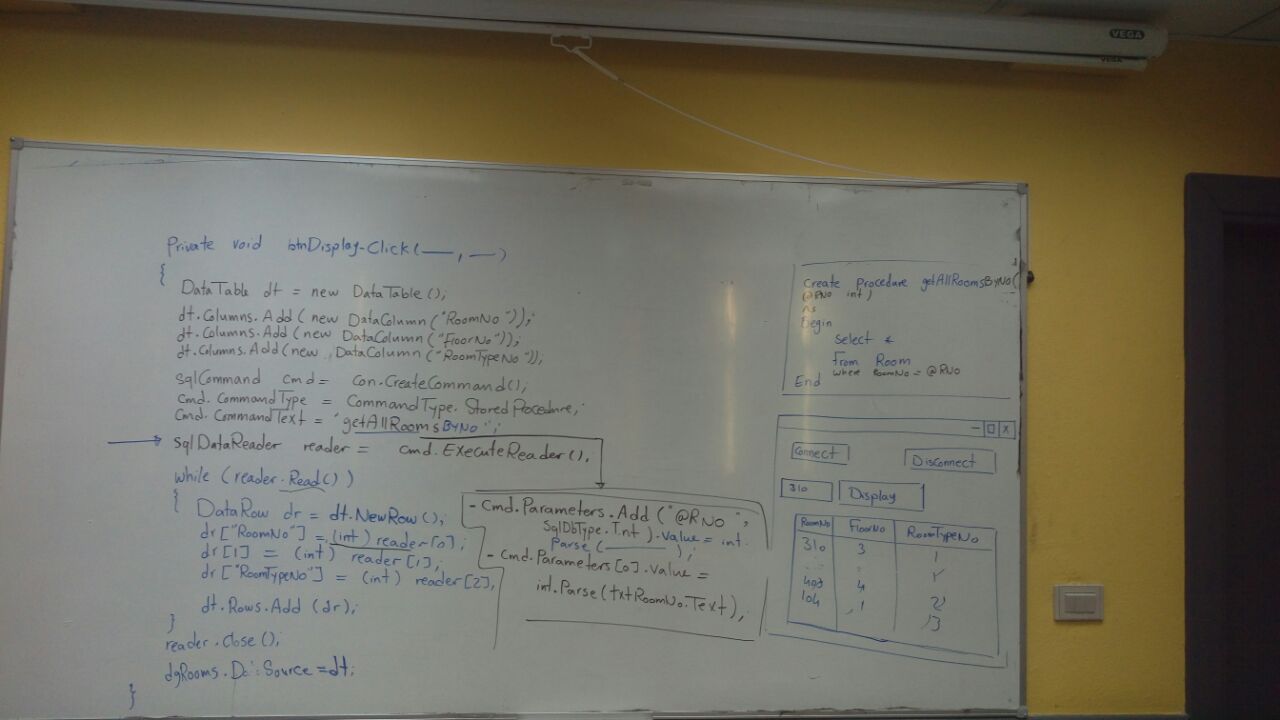 VEGA
VEGA
Private void btnDisplay-Click(___, __)
{
DataTable dt = new DataTable();
dt.Columns.Add(new DataColumn("RoomNo"));
dt.Columns.Add(new DataColumn("FloorNo"));
dt.Columns.Add(new DataColumn("RoomTypeNo"));
SqlCommand cmd = con.CreateCommand();
cmd.CommandType = CommandType.StoredProcedure;
Cmd.CommandText = "getAllRoomsByNo";
SqlDataReader reader = cmd.ExecuteReader();
while (reader.Read())
{ DataRow dr = dt.NewRow();
dr["RoomNo"] = (int) reader[0];
dr[1] = (int) reader[1];
dr["RoomTypeNo"] = (int) reader[2];
dt.Rows.Add(dr);
}
reader.close();
dgRooms.Source=dt;
}
- Cmd.Parameters.Add("@RNo",
SqlDbType.Int).Value = int.
Parse(______);
- Cmd.Parameters[0].Value =
int.Parse(txtRoomNo.Text);
Create Procedure getAllRoomsByNo(
@RNo int)
As
Begin
Select *
From Room
where RoomNo = @RNo
End
- X
Connect
Disconnect
310
Display
RoomNo FloorNo RoomTypeNo
310 3 1
403 4
104 1 2
3